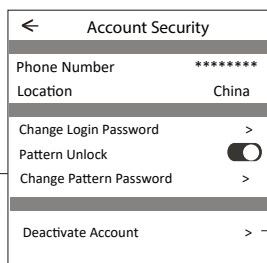 ← Account Security
Phone Number ********
Location China
Change Login Password >
Pattern Unlock
Change Pattern Password >
Deactivate Account >